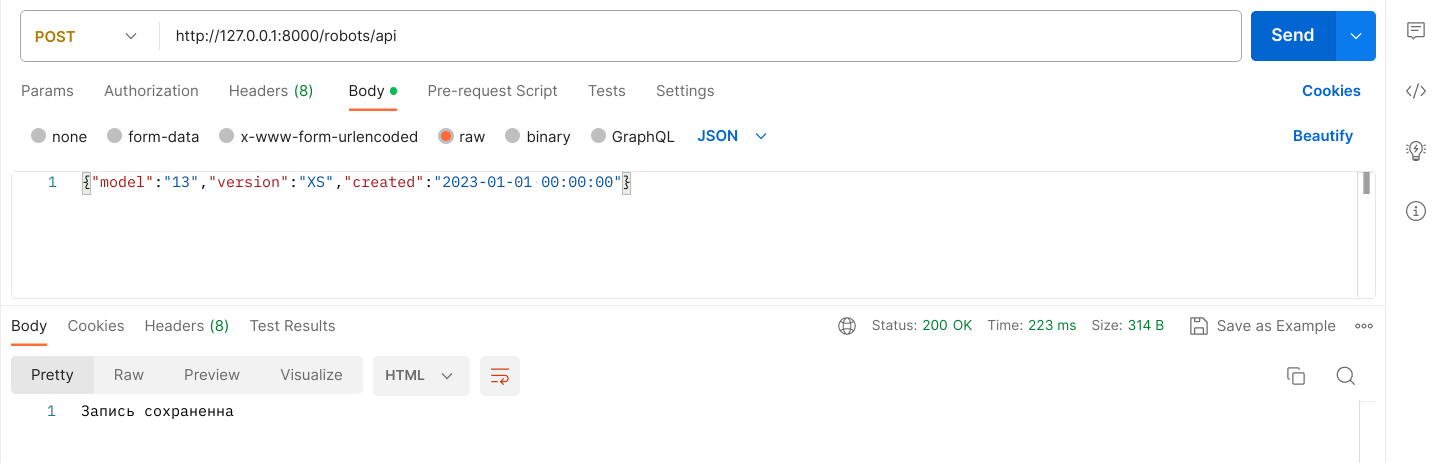 POST http://127.0.0.1:8000/robots/api Send
Params Authorization Headers (8) Body Pre-request Script Tests Settings Cookies
none form-data x-www-form-urlencoded raw binary GraphQL JSON Beautify
1 {"model":"13","version":"XS","created":"2023-01-01 00:00:00"}
Body Cookies Headers (8) Test Results Status: 200 OK Time: 223 ms Size: 314 B Save as Example
Pretty Raw Preview Visualize HTML
1 Запись сохраненна